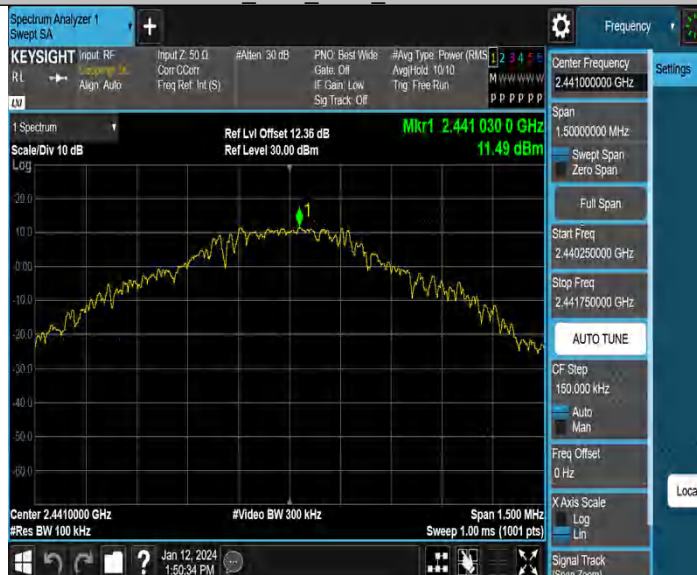 Spectrum Analyzer 1
Swept SA
+
Frequency
KEYSIGHT
RL
LXI
Input: RF
Coupling: DC
Align: Auto
Input Z: 50 Ω
Corr CCorr
Freq Ref: Int (S)
#Atten: 30 dB
PNO: Best Wide
Gate: Off
IF Gain: Low
Sig Track: Off
#Avg Type: Power (RMS
Avg|Hold: 10/10
Trig: Free Run
1 2 3 4 5 6
M W W W W W
P P P P P P
Center Frequency
2.441000000 GHz
Settings
1 Spectrum
Scale/Div 10 dB
Log
Ref Lvl Offset 12.36 dB
Ref Level 30.00 dBm
Mkr1 2.441 030 0 GHz
11.49 dBm
Span
1.50000000 MHz
Swept Span
Zero Span
Full Span
Start Freq
2.440250000 GHz
Stop Freq
2.441750000 GHz
AUTO TUNE
CF Step
150.000 kHz
Auto
Man
Freq Offset
0 Hz
X Axis Scale
Log
Lin
Signal Track
(Span Zoom)
Loca
20.0
10.0
0.00
-10.0
-20.0
-30.0
-40.0
-50.0
-60.0
1
Center 2.4410000 GHz
#Res BW 100 kHz
#Video BW 300 kHz
Span 1.500 MHz
Sweep 1.00 ms (1001 pts)
?
Jan 12, 2024
1:50:34 PM